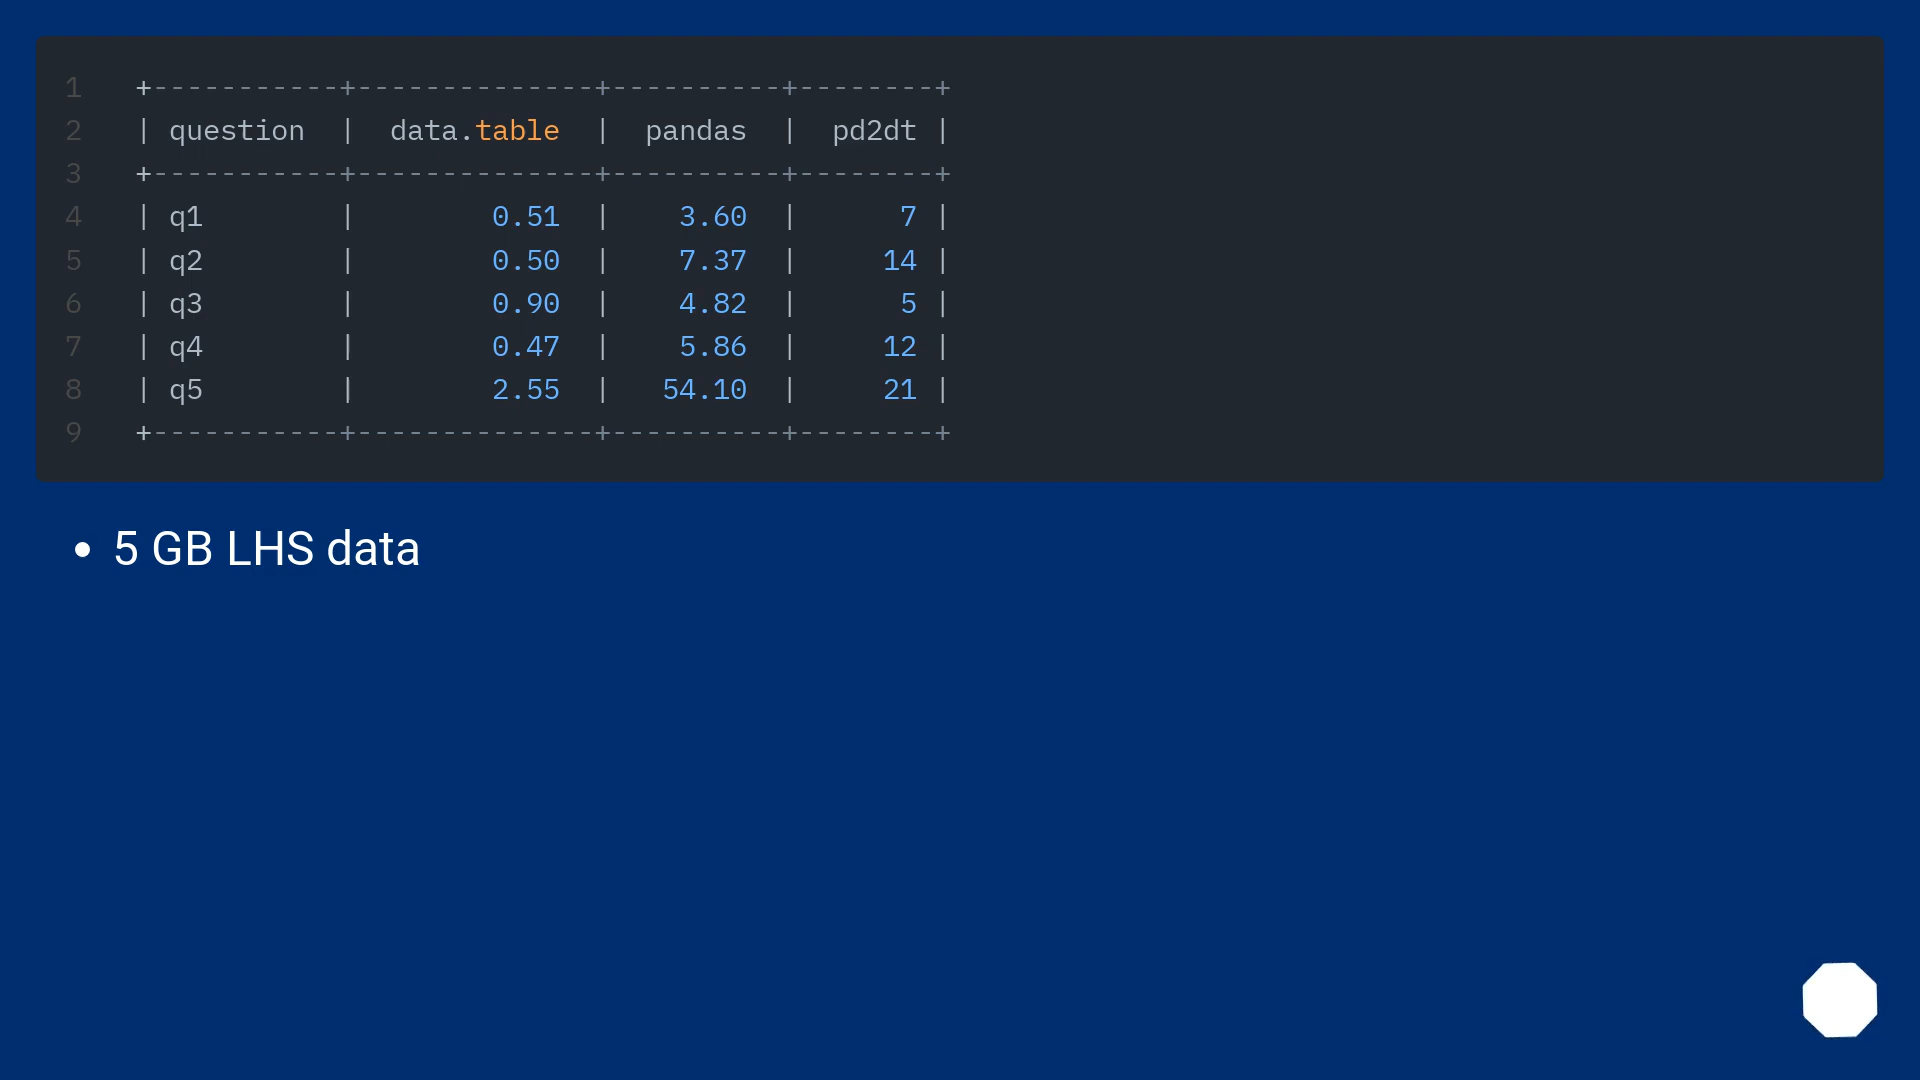 1 +-----------+--------------+----------+--------+
2 | question  |  data.table  |  pandas  |  pd2dt |
3 +-----------+--------------+----------+--------+
4 | q1        |        0.51  |    3.60  |      7 |
5 | q2        |        0.50  |    7.37  |     14 |
6 | q3        |        0.90  |    4.82  |      5 |
7 | q4        |        0.47  |    5.86  |     12 |
8 | q5        |        2.55  |   54.10  |     21 |
9 +-----------+--------------+----------+--------+
• 5 GB LHS data